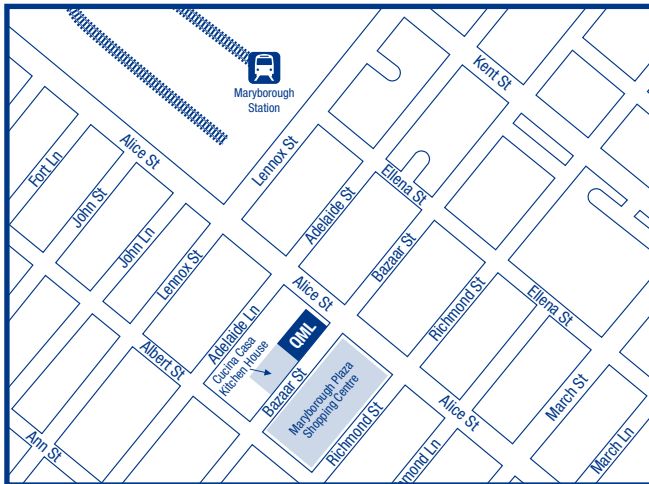 Kent St
Maryborough
Station
Alice St
Lennox St
Fort Ln
John St
Ellena St
Adelaide St
John Ln
Bazaar St
Lennox St
Alice St
Richmond St
Ellena St
Adelaide Ln
QML
Cucina Casa
Kitchen House
Albert St
Bazaar St
Maryborough Plaza
Shopping Centre
Richmond St
Alice St
March St
Ann St
mond Ln
March Ln